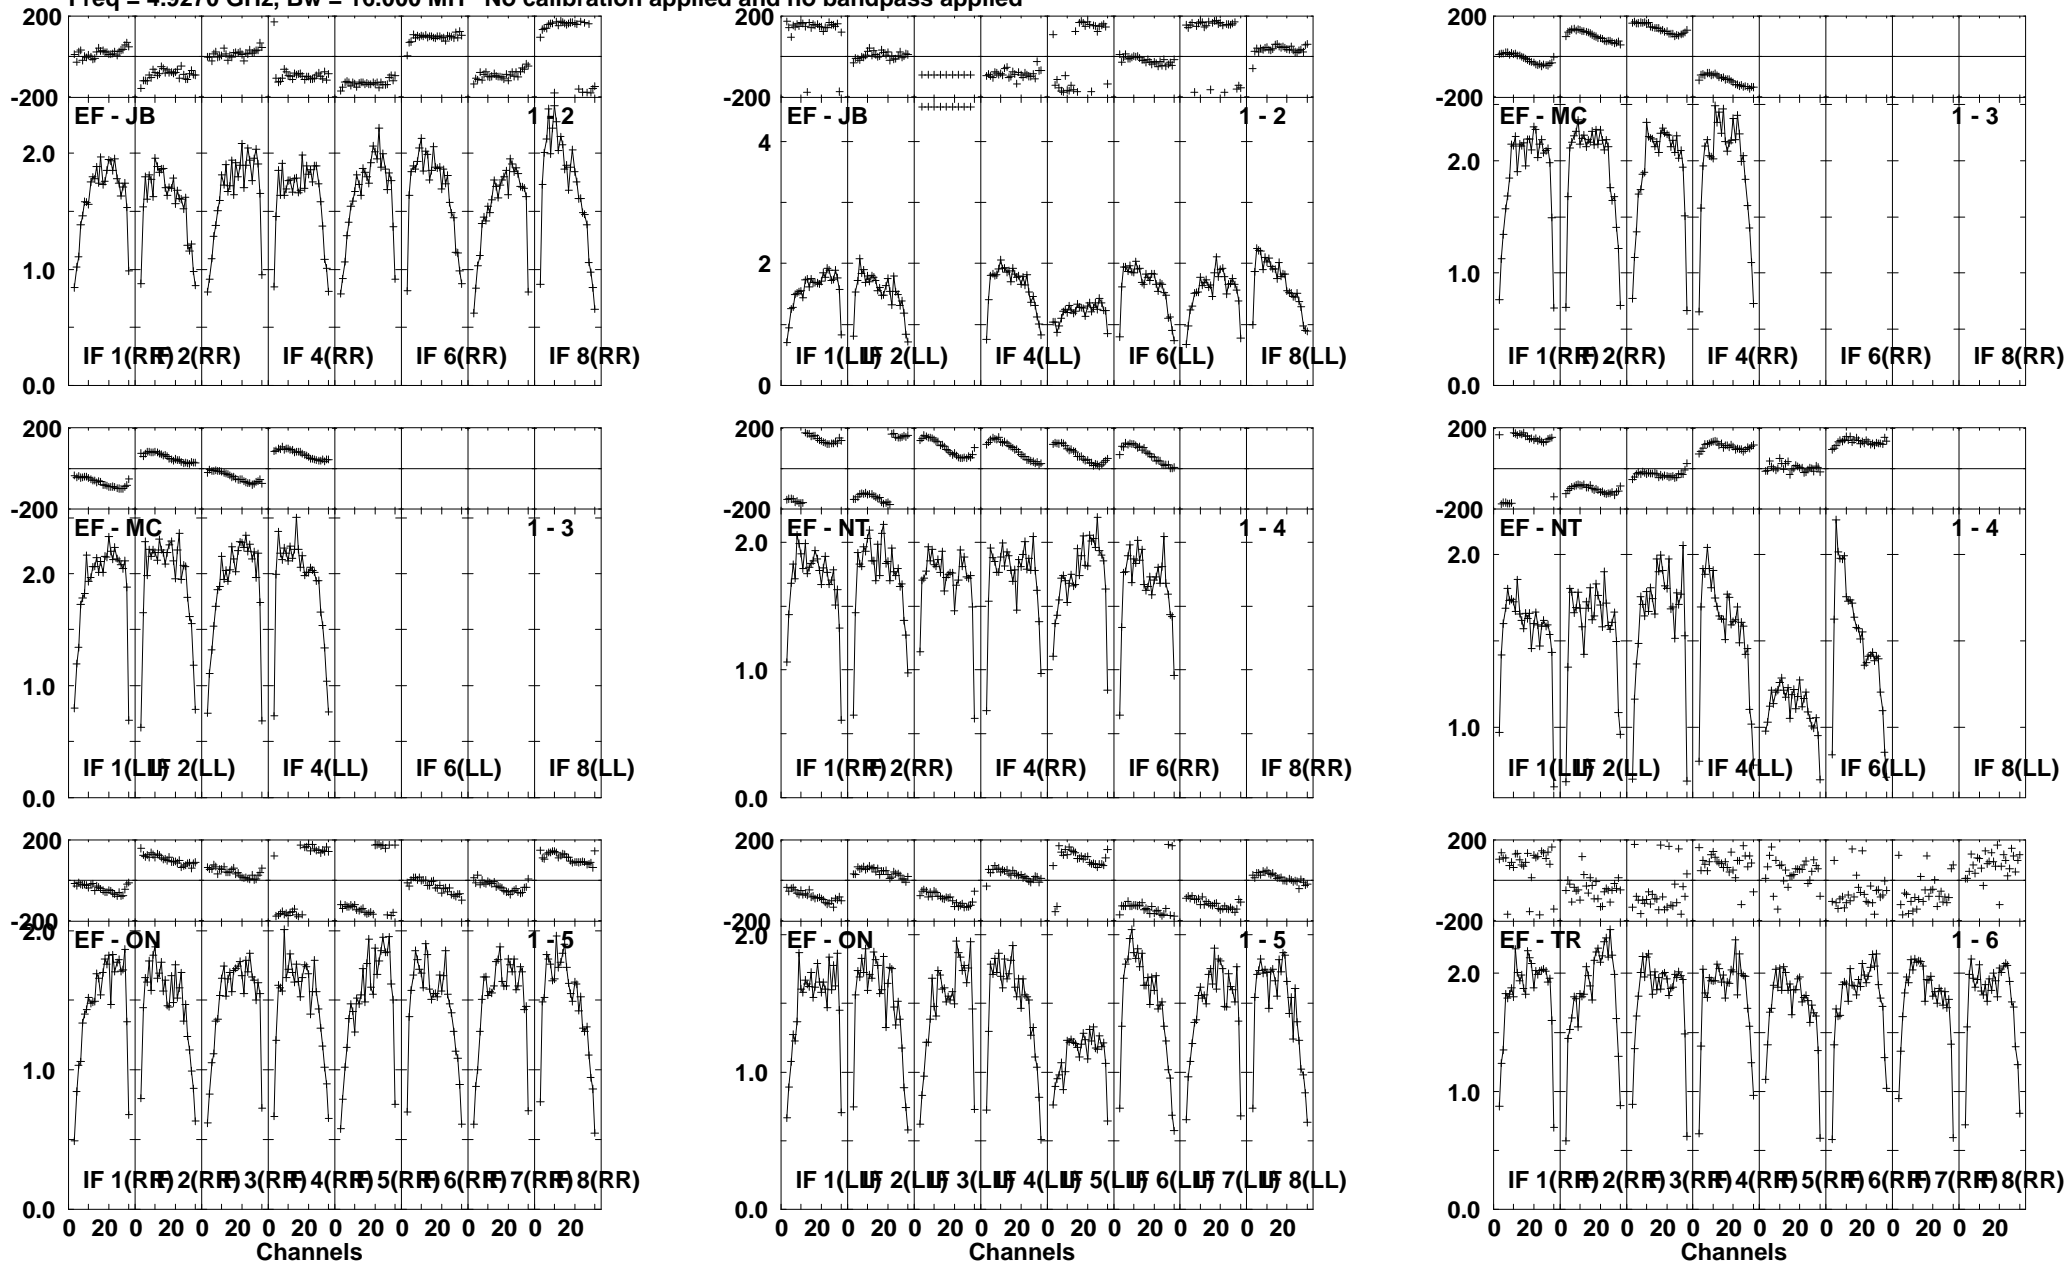 Freq = 4.9276 GHz, Bw = 16.000 MH No calibration applied and no bandpass applied
200
-200
EF - JB 1 - 2
2.0
1.0
0.0
IF 1(RR) IF 2(RR) IF 4(RR) IF 6(RR) IF 8(RR)
EF - JB 1 - 2
4
2
0
IF 1(LL) IF 2(LL) IF 4(LL) IF 6(LL) IF 8(LL)
200
-200
EF - MC 1 - 3
2.0
1.0
0.0
IF 1(RR) IF 2(RR) IF 4(RR) IF 6(RR) IF 8(RR)
200
-200
EF - MC 1 - 3
2.0
1.0
0.0
IF 1(LL) IF 2(LL) IF 4(LL) IF 6(LL) IF 8(LL)
200
-200
EF - NT 1 - 4
2.0
1.0
0.0
IF 1(RR) IF 2(RR) IF 4(RR) IF 6(RR) IF 8(RR)
200
-200
EF - NT 1 - 4
2.0
1.0
IF 1(LL) IF 2(LL) IF 4(LL) IF 6(LL) IF 8(LL)
200
-200
2.0
EF - ON 1 - 5
1.0
0.0
IF 1(RR) IF 2(RR) IF 3(RR) IF 4(RR) IF 5(RR) IF 6(RR) IF 7(RR) IF 8(RR)
0 20 0 20 0 20 0 20 0 20 0 20 0 20 0 20
Channels
200
-200
2.0
EF - ON 1 - 5
1.0
0.0
IF 1(LL) IF 2(LL) IF 3(LL) IF 4(LL) IF 5(LL) IF 6(LL) IF 7(LL) IF 8(LL)
0 20 0 20 0 20 0 20 0 20 0 20 0 20 0 20
Channels
200
-200
EF - TR 1 - 6
2.0
1.0
0.0
IF 1(RR) IF 2(RR) IF 3(RR) IF 4(RR) IF 5(RR) IF 6(RR) IF 7(RR) IF 8(RR)
0 20 0 20 0 20 0 20 0 20 0 20 0 20 0 20
Channels